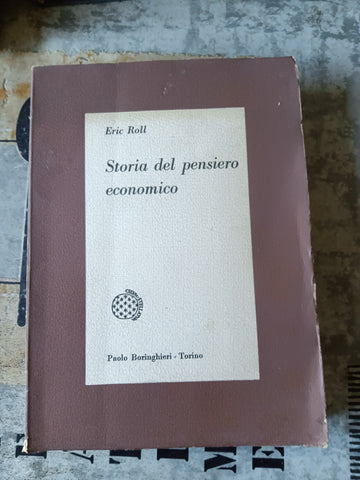 Eric Roll
Storia del pensiero
economico
Paolo Boringhieri - Torino